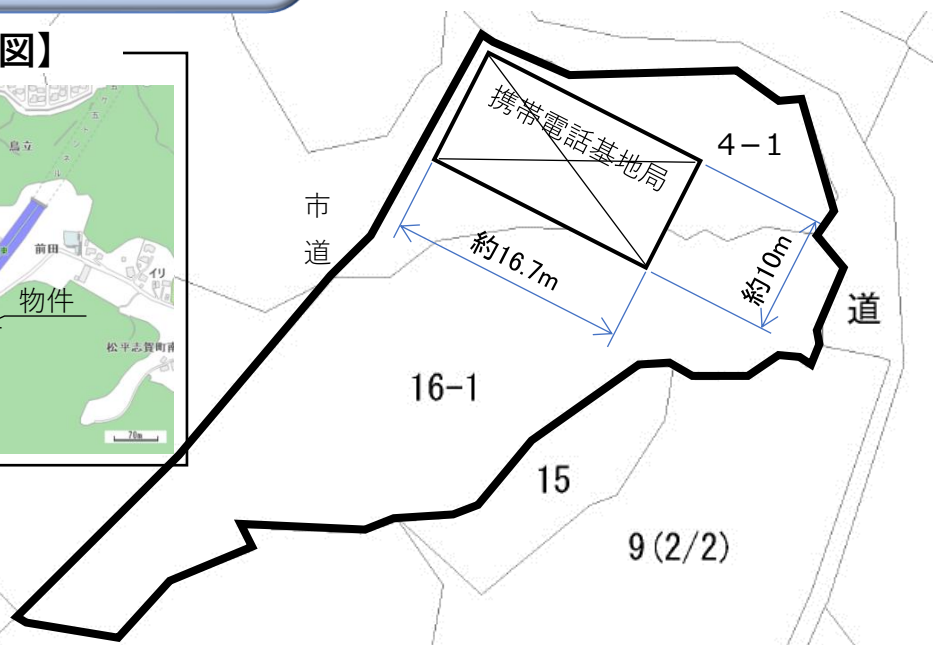 図】
鳥立
前田
イリ
物件
松平志賀町南
70m
市
道
携帯電話基地局
4-1
約16.7m
約10m
道
16-1
15
9(2/2)